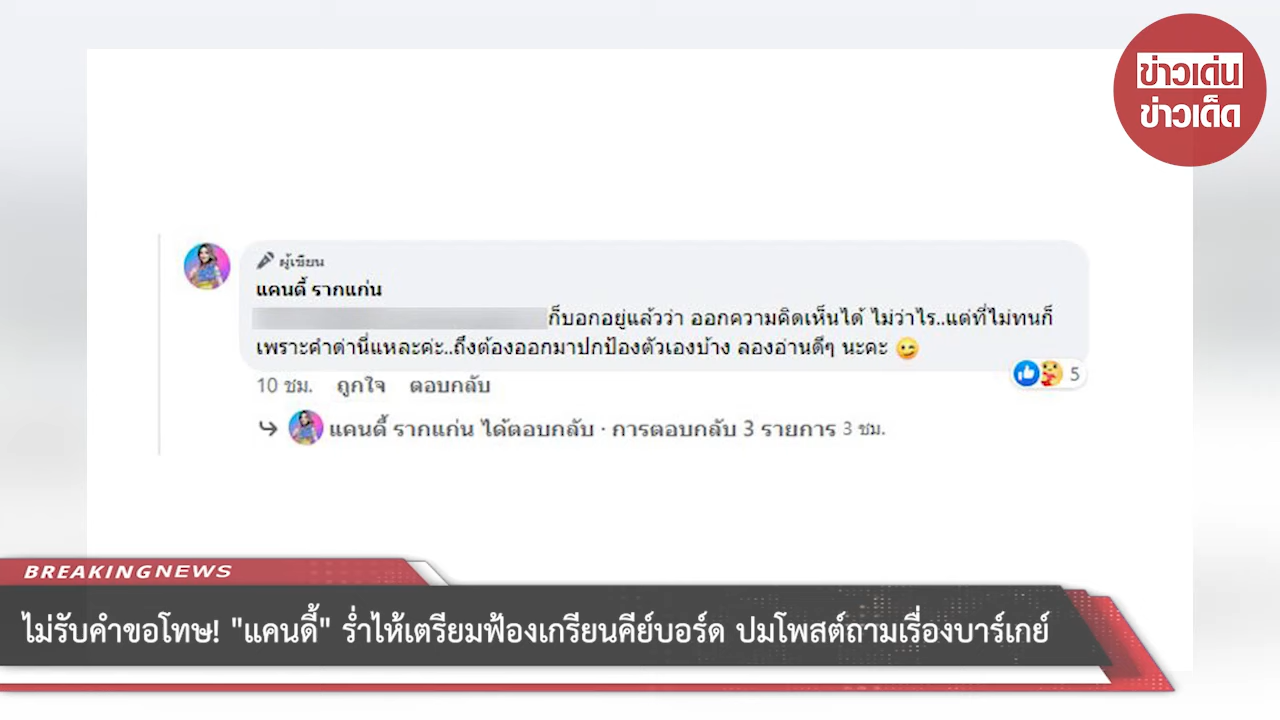 ข่าวเด่น
ข่าวเด็ด
ผู้เขียน
แคนดี้ รากแก่น
ก็บอกอยู่แล้วว่า ออกความคิดเห็นได้ ไม่ว่าไร..แต่ที่ไม่ทนก็
เพราะคำด่านี่แหละค่ะ..ถึงต้องออกมาปกป้องตัวเองบ้าง ลองอ่านดีๆ นะคะ 😉
5
10 ชม. ถูกใจ ตอบกลับ
แคนดี้ รากแก่น ได้ตอบกลับ · การตอบกลับ 3 รายการ 3 ชม.
BREAKINGNEWS
ไม่รับคำขอโทษ! "แคนดี้" ร่ำไห้เตรียมฟ้องเกรียนคีย์บอร์ด ปมโพสต์ถามเรื่องบาร์เกย์